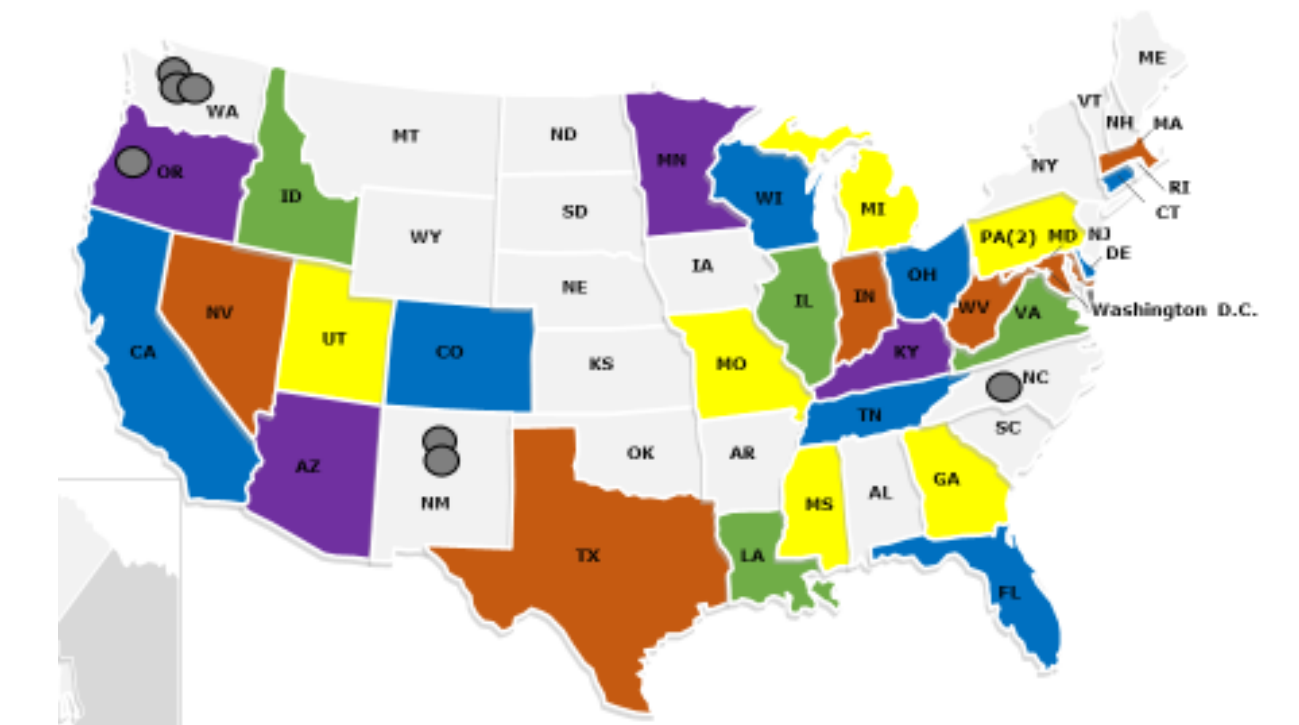 ME
VT
NH MA
WA
MT
ND
MN
OR
NY
ID
SD
WI
MI
RI
CT
WY
IA
PA(2) MD NJ
DE
NE
OH
NV
UT
CO
CA
KS
MO
IL
IN
WV
VA
Washington D.C.
KY
NC
TN
SC
AZ
NM
OK
AR
MS
AL
GA
TX
LA
FL